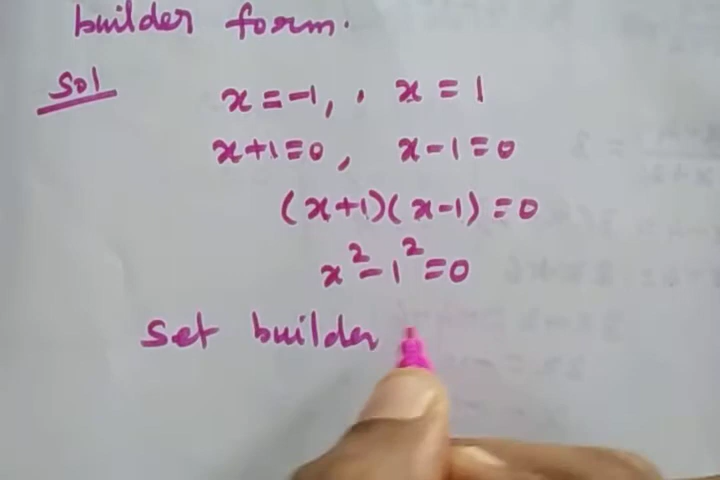 builder form.
Sol
x = -1, . x = 1
x+1=0, x-1=0
(x+1)(x-1)=0
x²-1²=0
Set builder